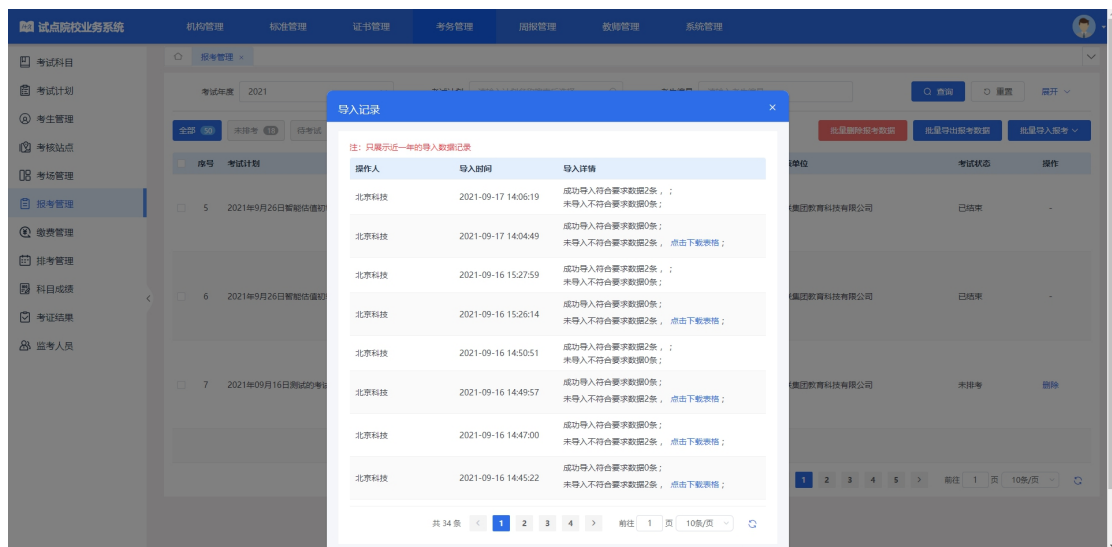 试点院校业务系统
机构管理 标准管理 证书管理 考务管理 周报管理 教师管理 系统管理
考试科目
考试计划
考生管理
考核站点
考场管理
报考管理
缴费管理
排考管理
科目成绩
考证结果
监考人员
报考管理 ×
考试年度 2021
查询 重置 展开
全部 50 未排考 待考试
批量删除报考数据 批量导出报考数据 批量导入报考
序号 考试计划 单位 考试状态 操作
5 2021年9月26日智能估值初 集团教育科技有限公司 已结束 -
6 2021年9月26日智能估值初 集团教育科技有限公司 已结束 -
7 2021年09月16日测试的考试 集团教育科技有限公司 未排考 删除
1 2 3 4 5 > 前往 1 页 10条/页
导入记录 ×
注：只展示近一年的导入数据记录
操作人 导入时间 导入详情
北京科技 2021-09-17 14:06:19 成功导入符合要求数据2条，；
未导入不符合要求数据0条；
北京科技 2021-09-17 14:04:49 成功导入符合要求数据0条；
未导入不符合要求数据2条， 点击下载表格；
北京科技 2021-09-16 15:27:59 成功导入符合要求数据2条，；
未导入不符合要求数据0条；
北京科技 2021-09-16 15:26:14 成功导入符合要求数据0条；
未导入不符合要求数据2条， 点击下载表格；
北京科技 2021-09-16 14:50:51 成功导入符合要求数据2条，；
未导入不符合要求数据0条；
北京科技 2021-09-16 14:49:57 成功导入符合要求数据0条；
未导入不符合要求数据2条， 点击下载表格；
北京科技 2021-09-16 14:47:00 成功导入符合要求数据0条；
未导入不符合要求数据2条， 点击下载表格；
北京科技 2021-09-16 14:45:22 成功导入符合要求数据0条；
未导入不符合要求数据2条， 点击下载表格；
共 34 条 < 1 2 3 4 > 前往 1 页 10条/页